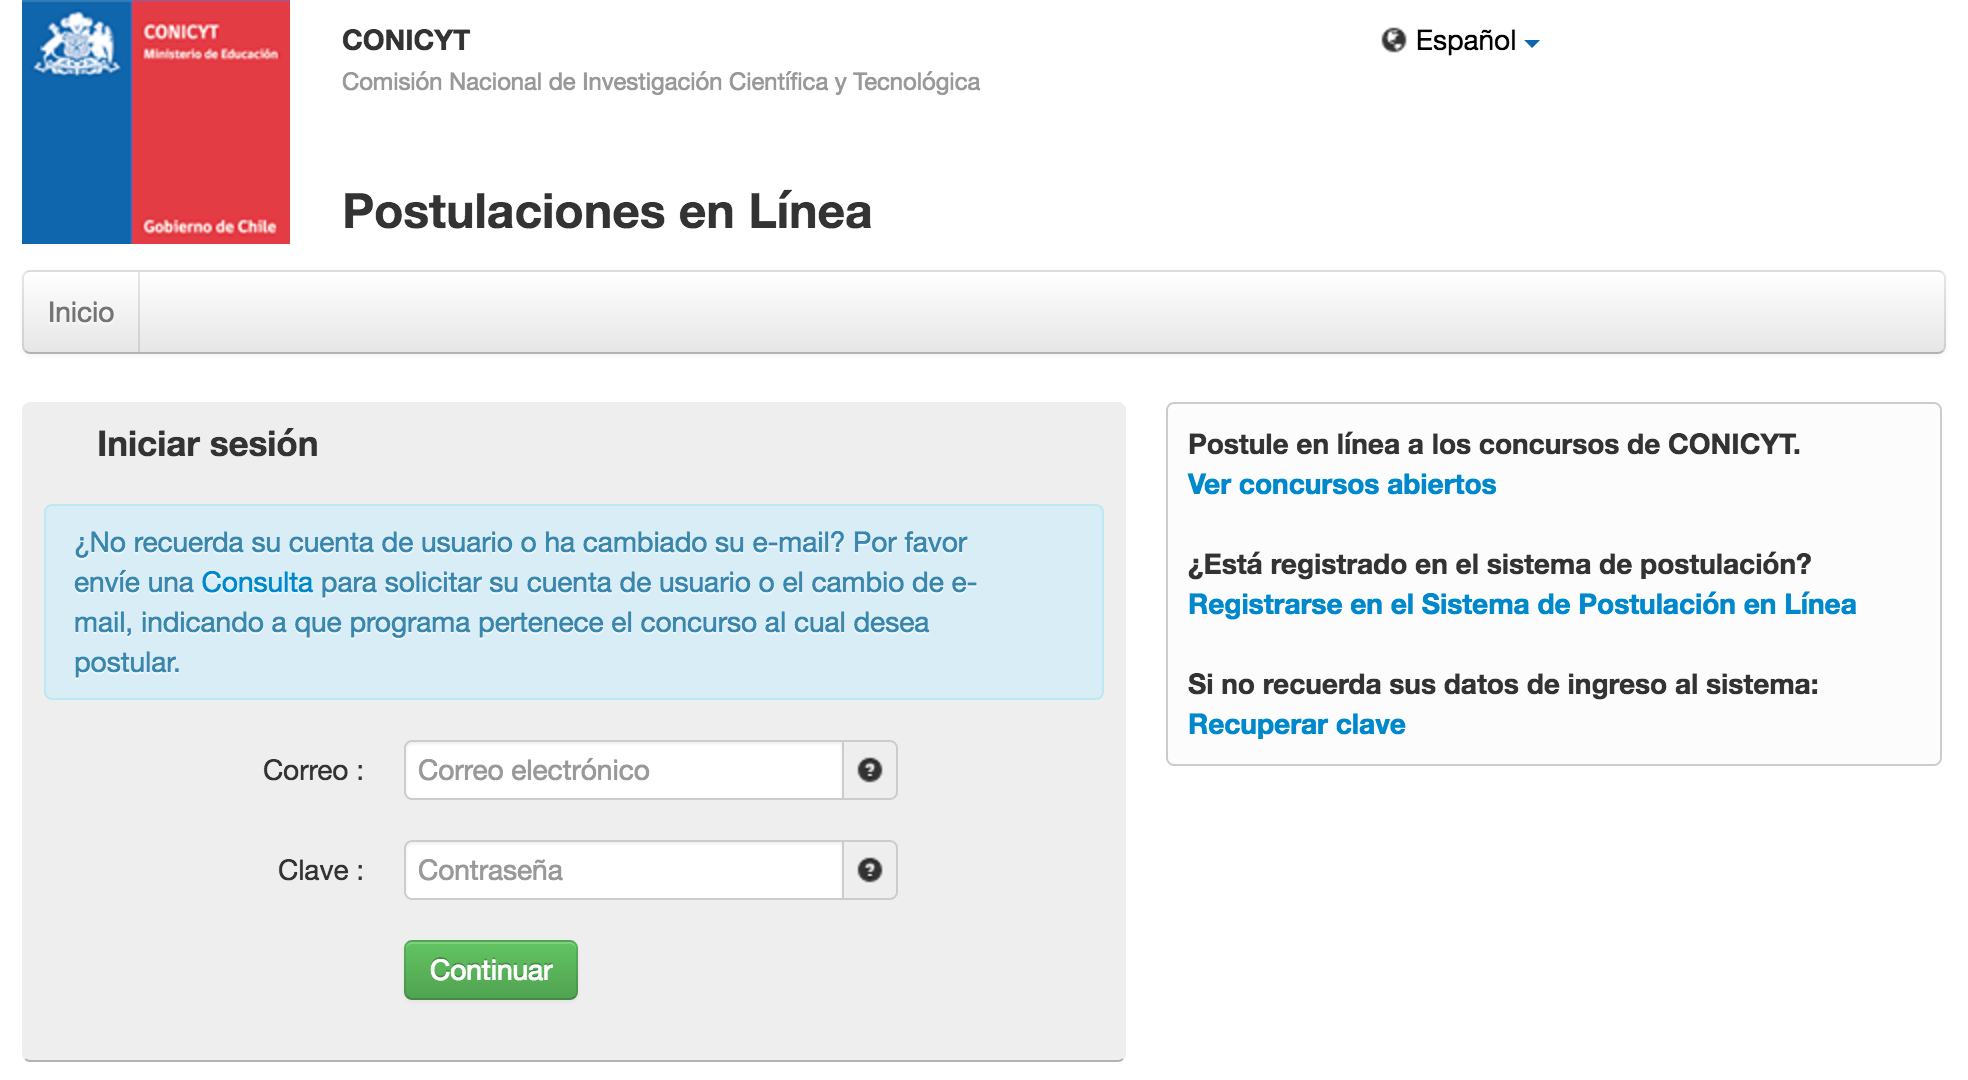 CONICYT
Ministerio de Educación
Gobierno de Chile
CONICYT
Comisión Nacional de Investigación Científica y Tecnológica
Español
Postulaciones en Línea
Inicio
Iniciar sesión
¿No recuerda su cuenta de usuario o ha cambiado su e-mail? Por favor
envíe una Consulta para solicitar su cuenta de usuario o el cambio de e-
mail, indicando a que programa pertenece el concurso al cual desea
postular.
Correo :
Correo electrónico
?
Clave :
Contraseña
?
Continuar
Postule en línea a los concursos de CONICYT.
Ver concursos abiertos
¿Está registrado en el sistema de postulación?
Registrarse en el Sistema de Postulación en Línea
Si no recuerda sus datos de ingreso al sistema:
Recuperar clave